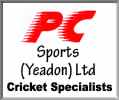 PC
Sports
(Yeadon) Ltd
Cricket Specialists